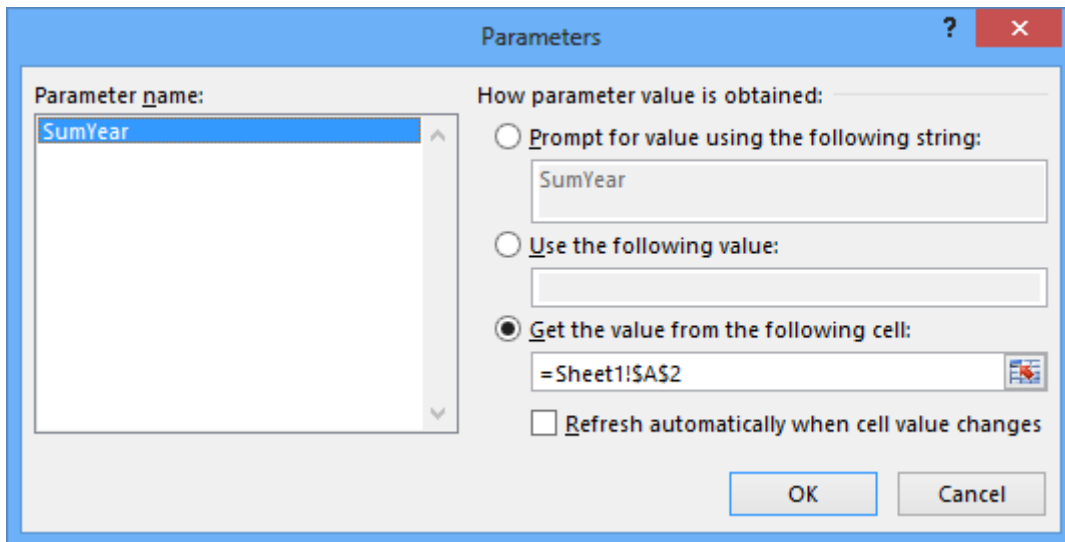 Parameters
?
Parameter name:
SumYear
How parameter value is obtained:
Prompt for value using the following string:
SumYear
Use the following value:
Get the value from the following cell:
=Sheet1!$A$2
Refresh automatically when cell value changes
OK
Cancel